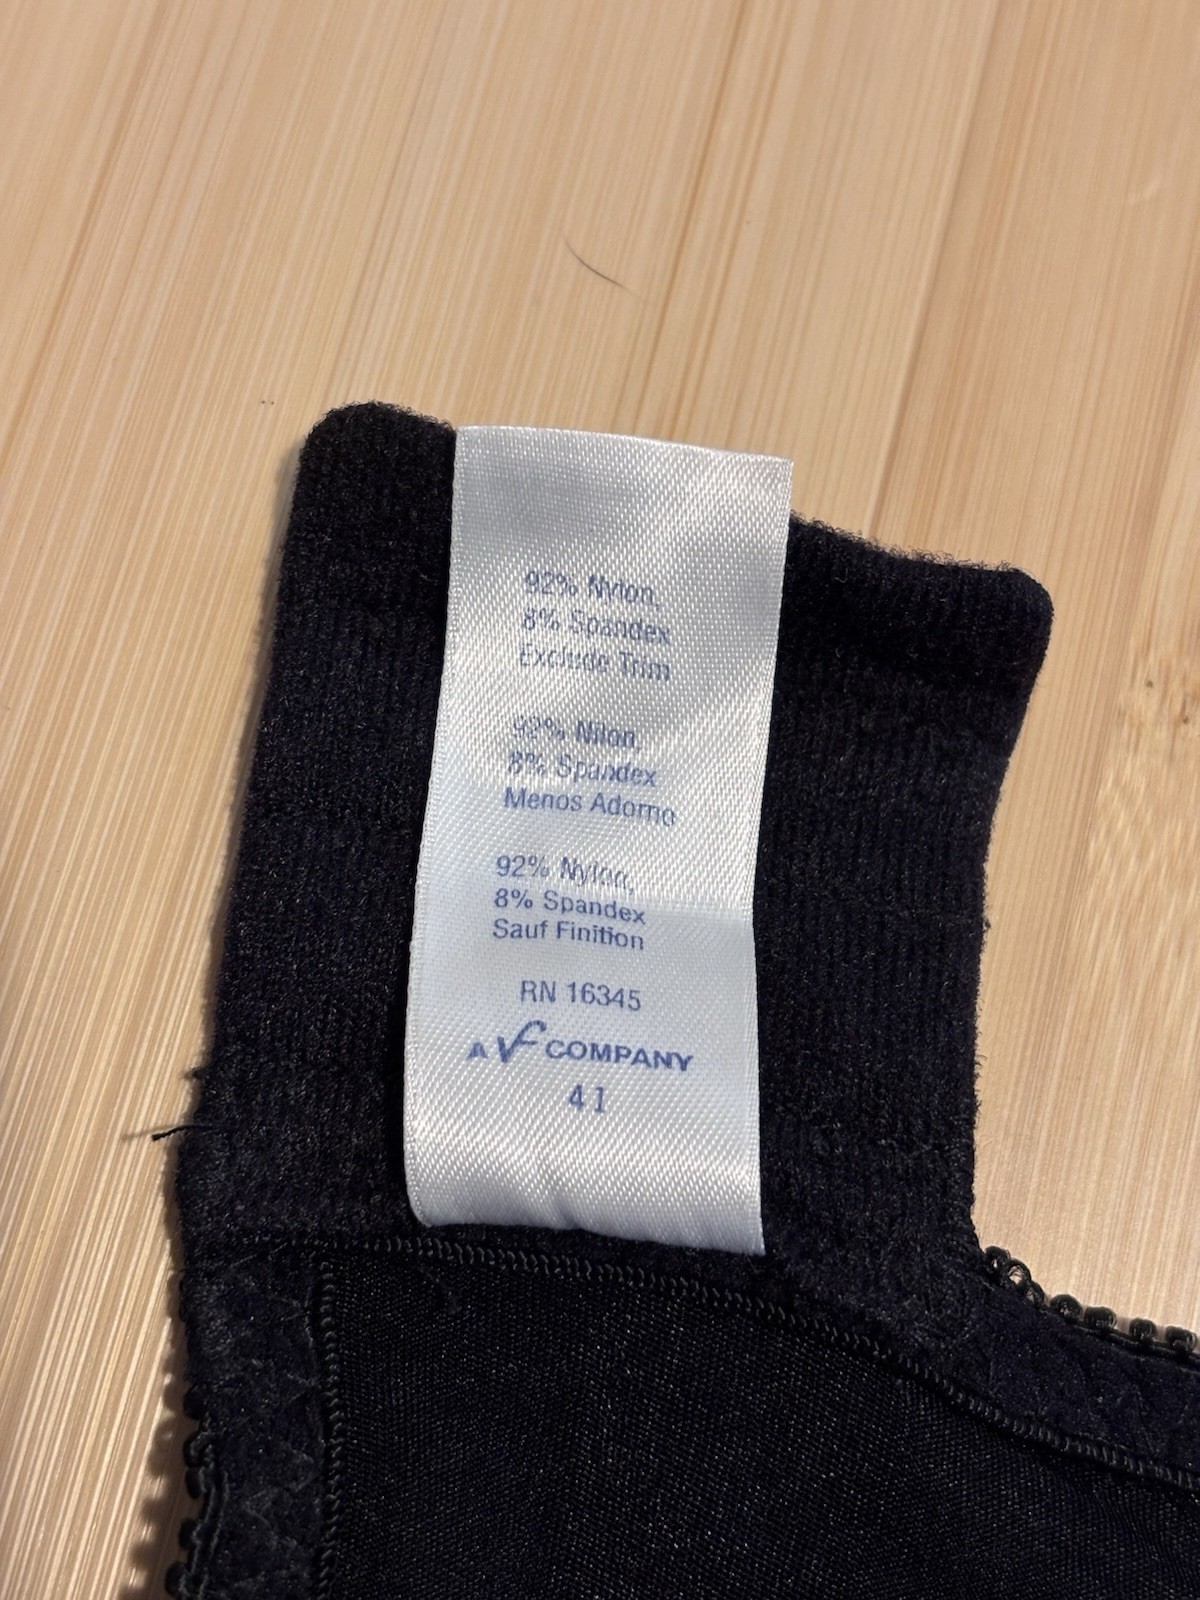 92% Nylon,
8% Spandex
Exclude Trim
92% Nilon,
8% Spandex
Menos Adorno
92% Nylon,
8% Spandex
Sauf Finition
RN 16345
A VF COMPANY
41